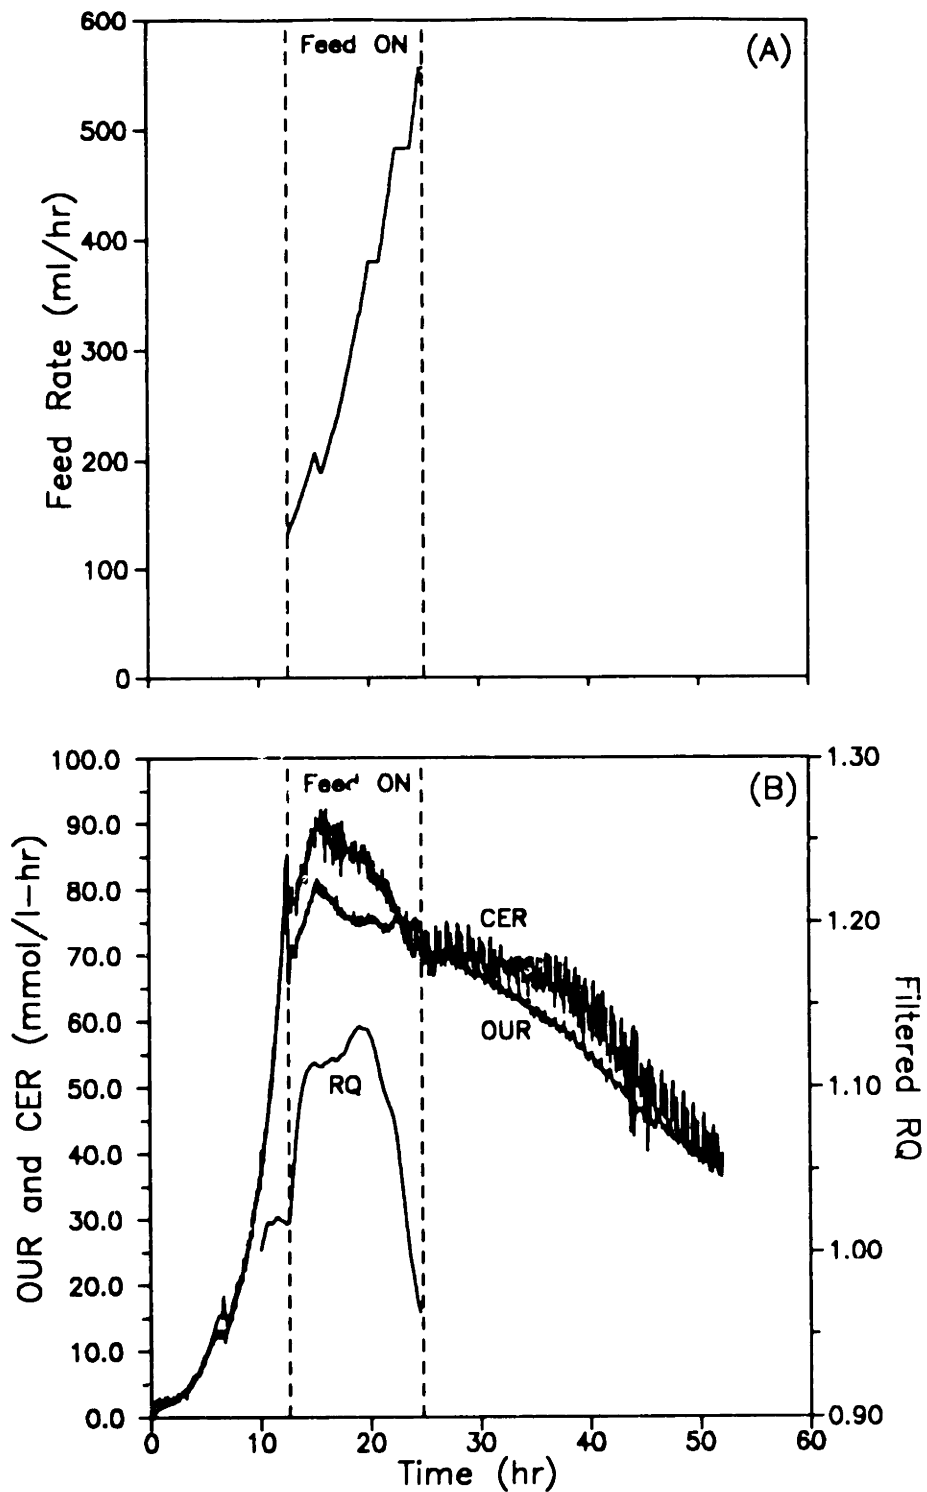 600
Feed ON
(A)
500
400
300
200
100
0
Feed Rate (ml/hr)
100.0
1.30
Feed ON
(B)
90.0
80.0
CER
1.20
70.0
60.0
OUR
50.0
RQ
1.10
40.0
30.0
1.00
20.0
10.0
0.0
0.90
OUR and CER (mmol/l-hr)
Filtered RQ
0 10 20 30 40 50 60
Time (hr)